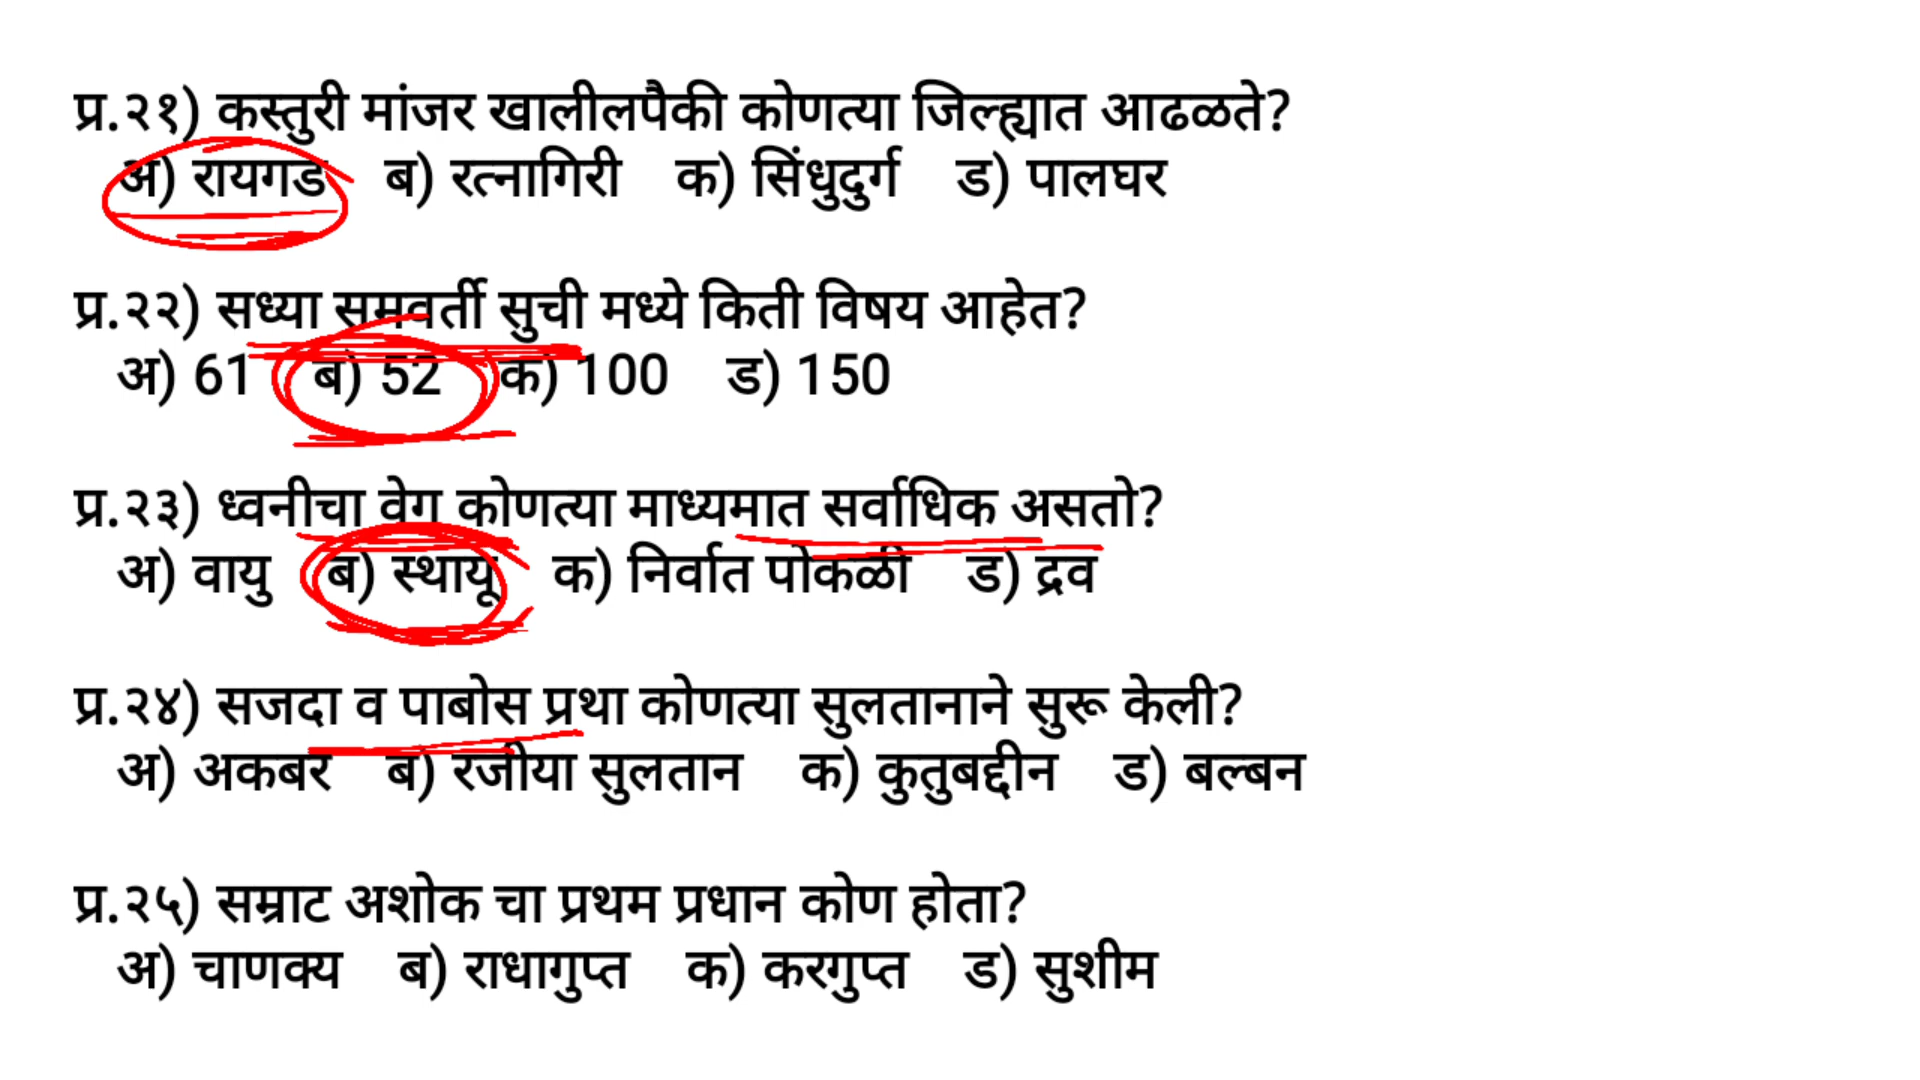 प्र.२१) कस्तुरी मांजर खालीलपैकी कोणत्या जिल्ह्यात आढळते?
अ) रायगड ब) रत्नागिरी क) सिंधुदुर्ग ड) पालघर
प्र.२२) सध्या समवर्ती सुची मध्ये किती विषय आहेत?
अ) 61 ब) 52 क) 100 ड) 150
प्र.२३) ध्वनीचा वेग कोणत्या माध्यमात सर्वाधिक असतो?
अ) वायु ब) स्थायू क) निर्वात पोकळी ड) द्रव
प्र.२४) सजदा व पाबोस प्रथा कोणत्या सुलतानाने सुरू केली?
अ) अकबर ब) रजीया सुलतान क) कुतुबद्दीन ड) बल्बन
प्र.२५) सम्राट अशोक चा प्रथम प्रधान कोण होता?
अ) चाणक्य ब) राधागुप्त क) करगुप्त ड) सुशीम